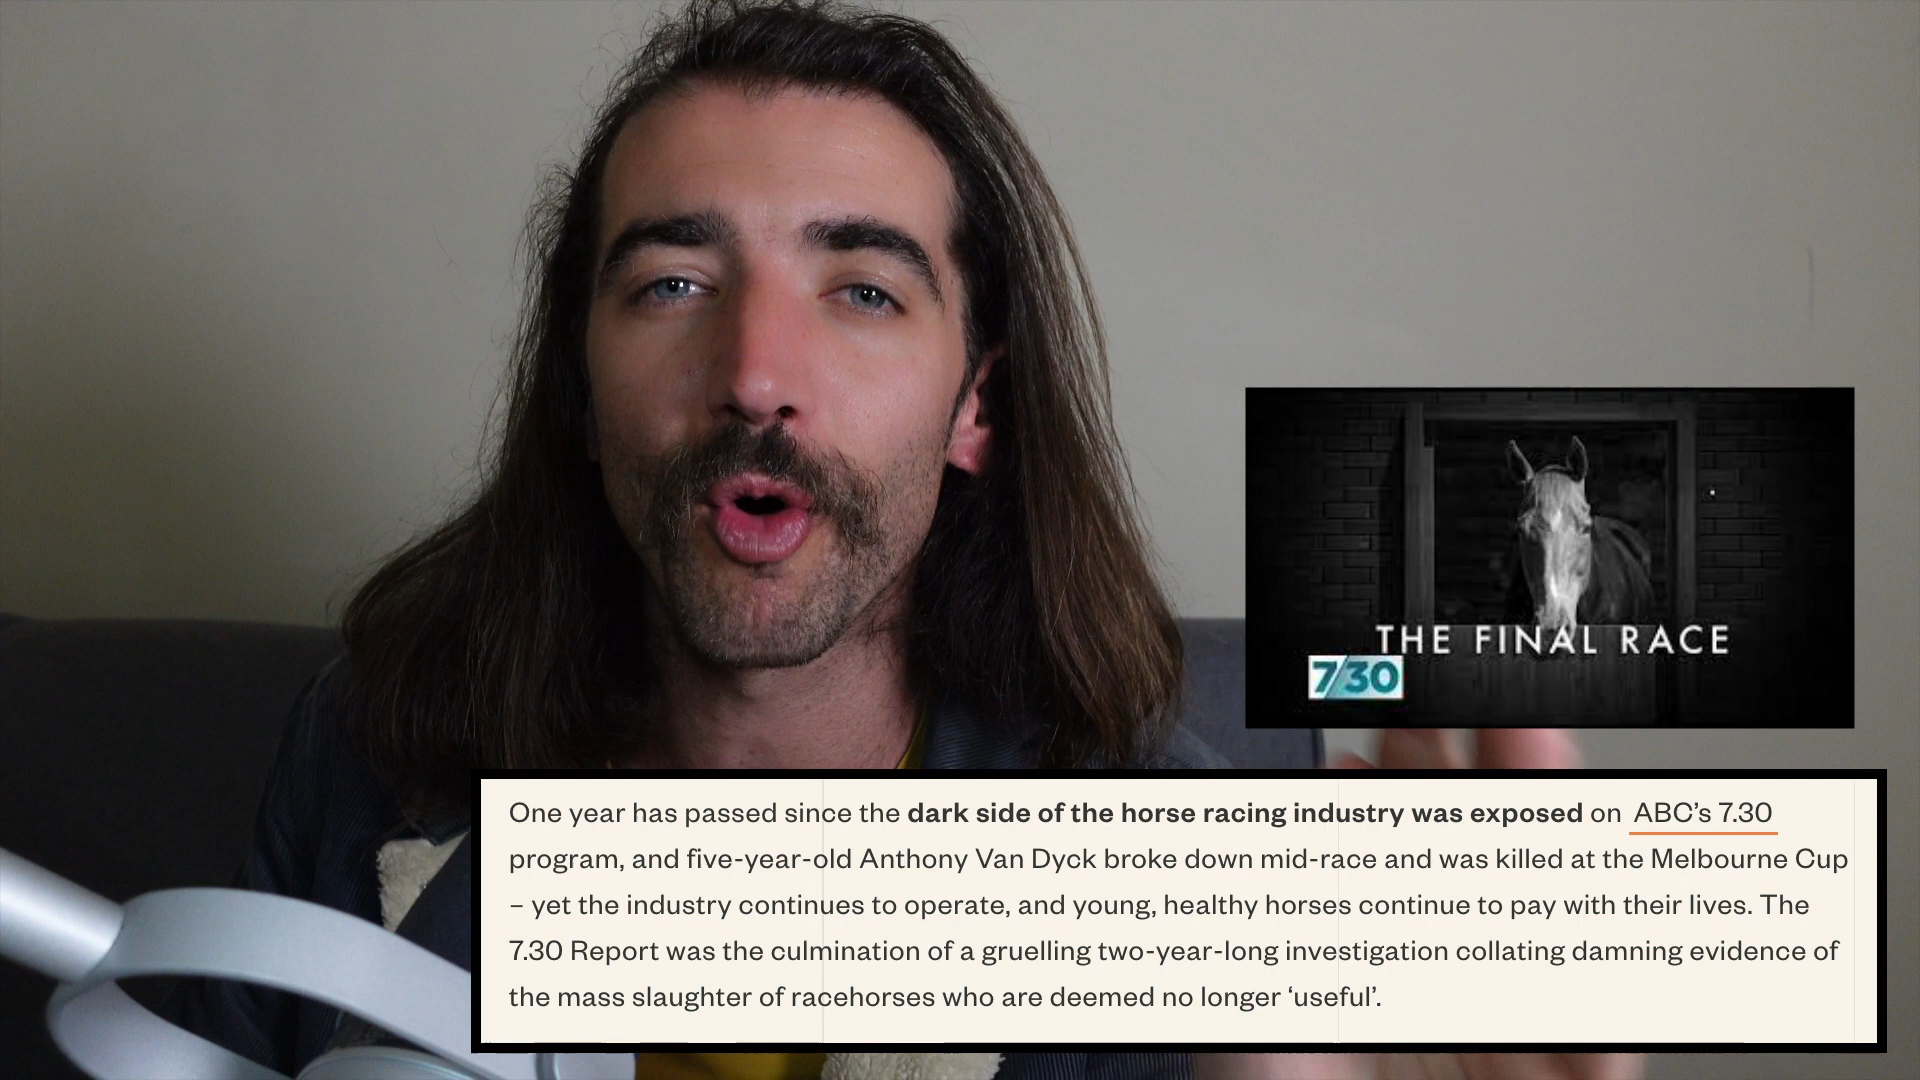 THE FINAL RACE
7/30
One year has passed since the dark side of the horse racing industry was exposed on ABC’s 7.30
program, and five-year-old Anthony Van Dyck broke down mid-race and was killed at the Melbourne Cup
– yet the industry continues to operate, and young, healthy horses continue to pay with their lives. The
7.30 Report was the culmination of a gruelling two-year-long investigation collating damning evidence of
the mass slaughter of racehorses who are deemed no longer ‘useful’.